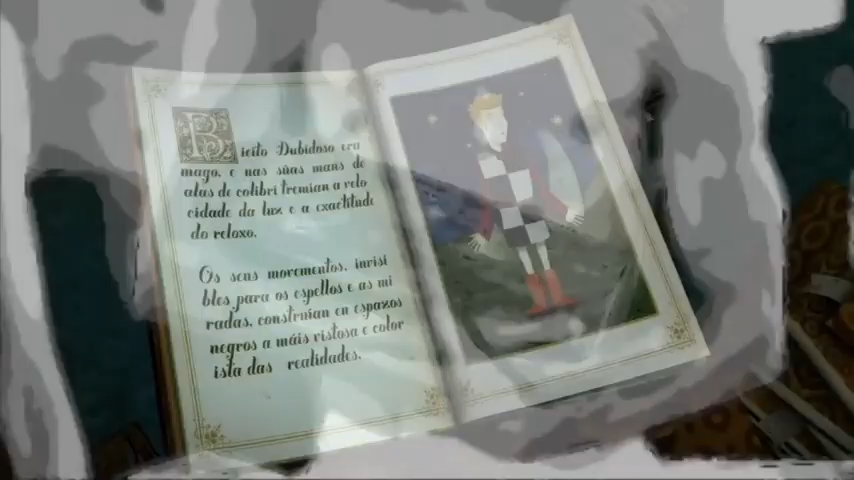 Bieito Dubidoso era
mago, e nas súas mans de
alas de colibrí tremían a velo
cidade da luz e a exactitude
do reloxo.
Os seus movementos, invisi
bles para os espellos e as mi
radas, construían en espazos
negros a máis vistosa e color
ista das realidades.